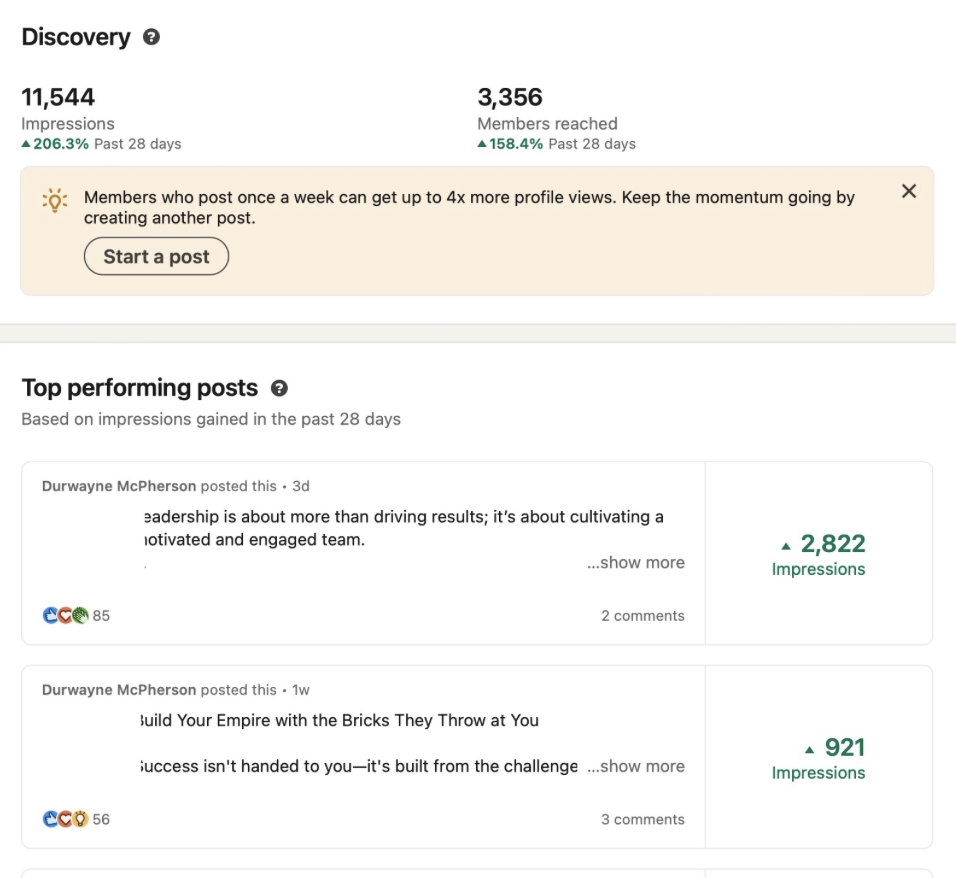 Discovery
11,544
Impressions
▲206.3% Past 28 days
3,356
Members reached
▲158.4% Past 28 days
Members who post once a week can get up to 4x more profile views. Keep the momentum going by
creating another post.
Start a post
Top performing posts
Based on impressions gained in the past 28 days
Durwayne McPherson posted this • 3d
eadership is about more than driving results; it’s about cultivating a
otivated and engaged team.
...show more
85
2 comments
▲ 2,822
Impressions
Durwayne McPherson posted this • 1w
uild Your Empire with the Bricks They Throw at You
uccess isn't handed to you—it's built from the challenge ...show more
56
3 comments
▲ 921
Impressions